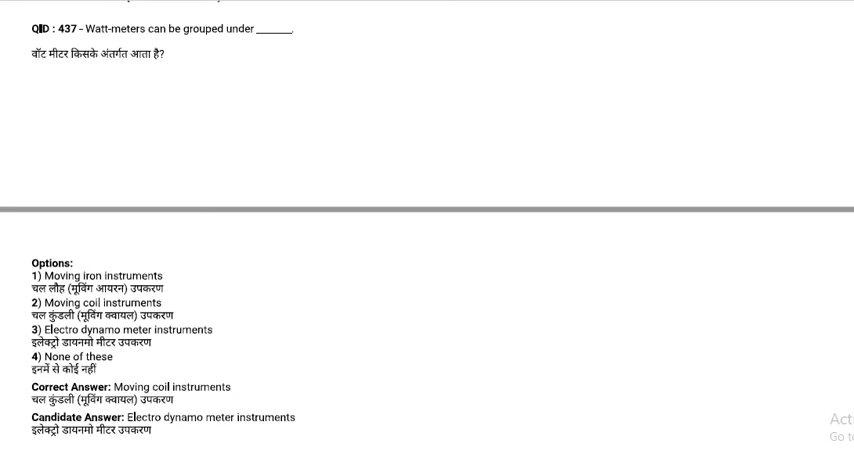 QID : 437 - Watt-meters can be grouped under ______.
वॉट मीटर किसके अंतर्गत आता है?
Options:
1) Moving iron instruments
चल लौह (मूविंग आयरन) उपकरण
2) Moving coil instruments
चल कुंडली (मूविंग क्वायल) उपकरण
3) Electro dynamo meter instruments
इलेक्ट्रो डायनमो मीटर उपकरण
4) None of these
इनमें से कोई नहीं
Correct Answer: Moving coil instruments
चल कुंडली (मूविंग क्वायल) उपकरण
Candidate Answer: Electro dynamo meter instruments
इलेक्ट्रो डायनमो मीटर उपकरण
Act
Go to